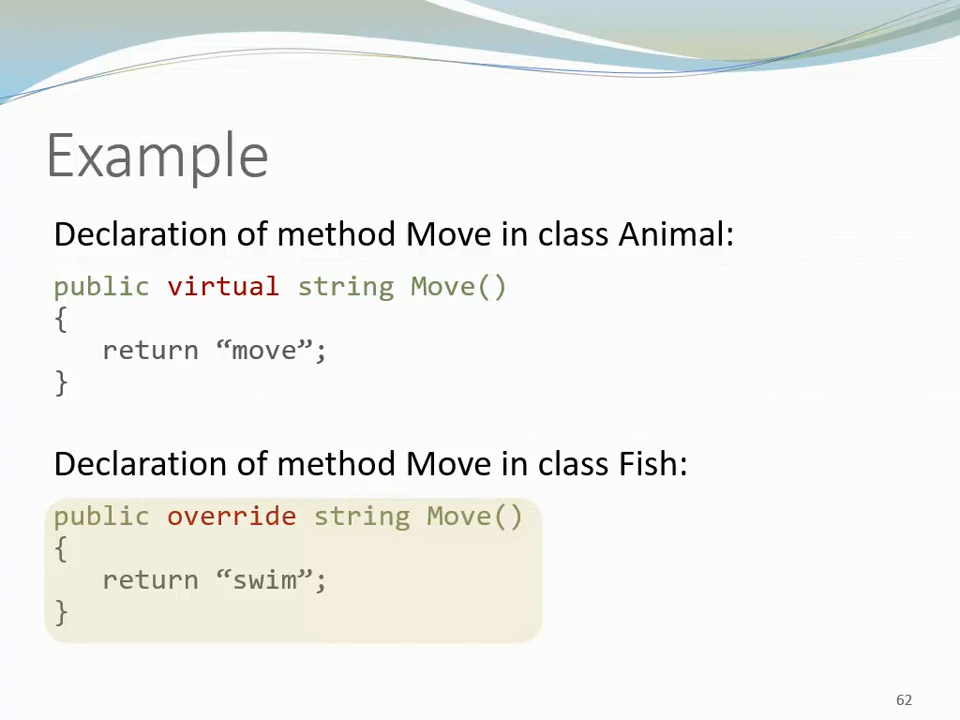 Example
Declaration of method Move in class Animal:
public virtual string Move()
{
   return “move”;
}
Declaration of method Move in class Fish:
public override string Move()
{
   return “swim”;
}
62